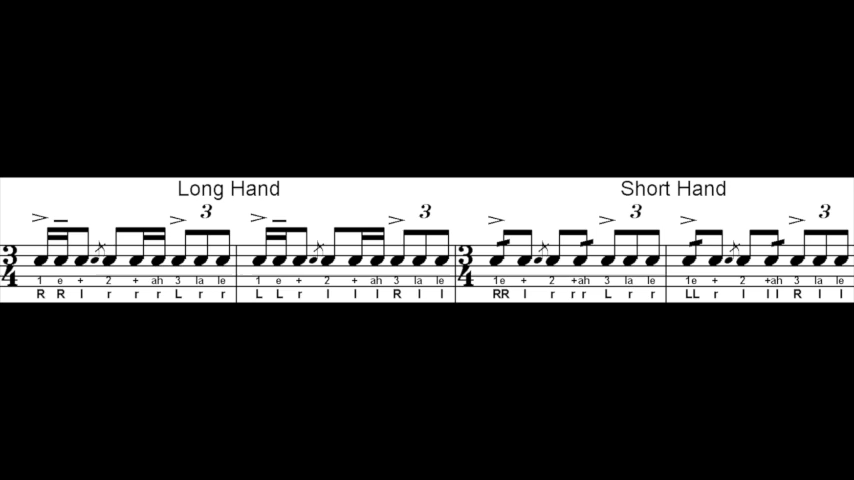 Long Hand Short Hand
3 3 3 3
3 4 3 4
1 e + 2 + ah 3 la le 1 e + 2 + ah 3 la le 1e + 2 +ah 3 la le 1e + 2 +ah 3 la le
R R l r r r L r r L L r l l l R l l RR l r rr L r r LL r l ll R l l